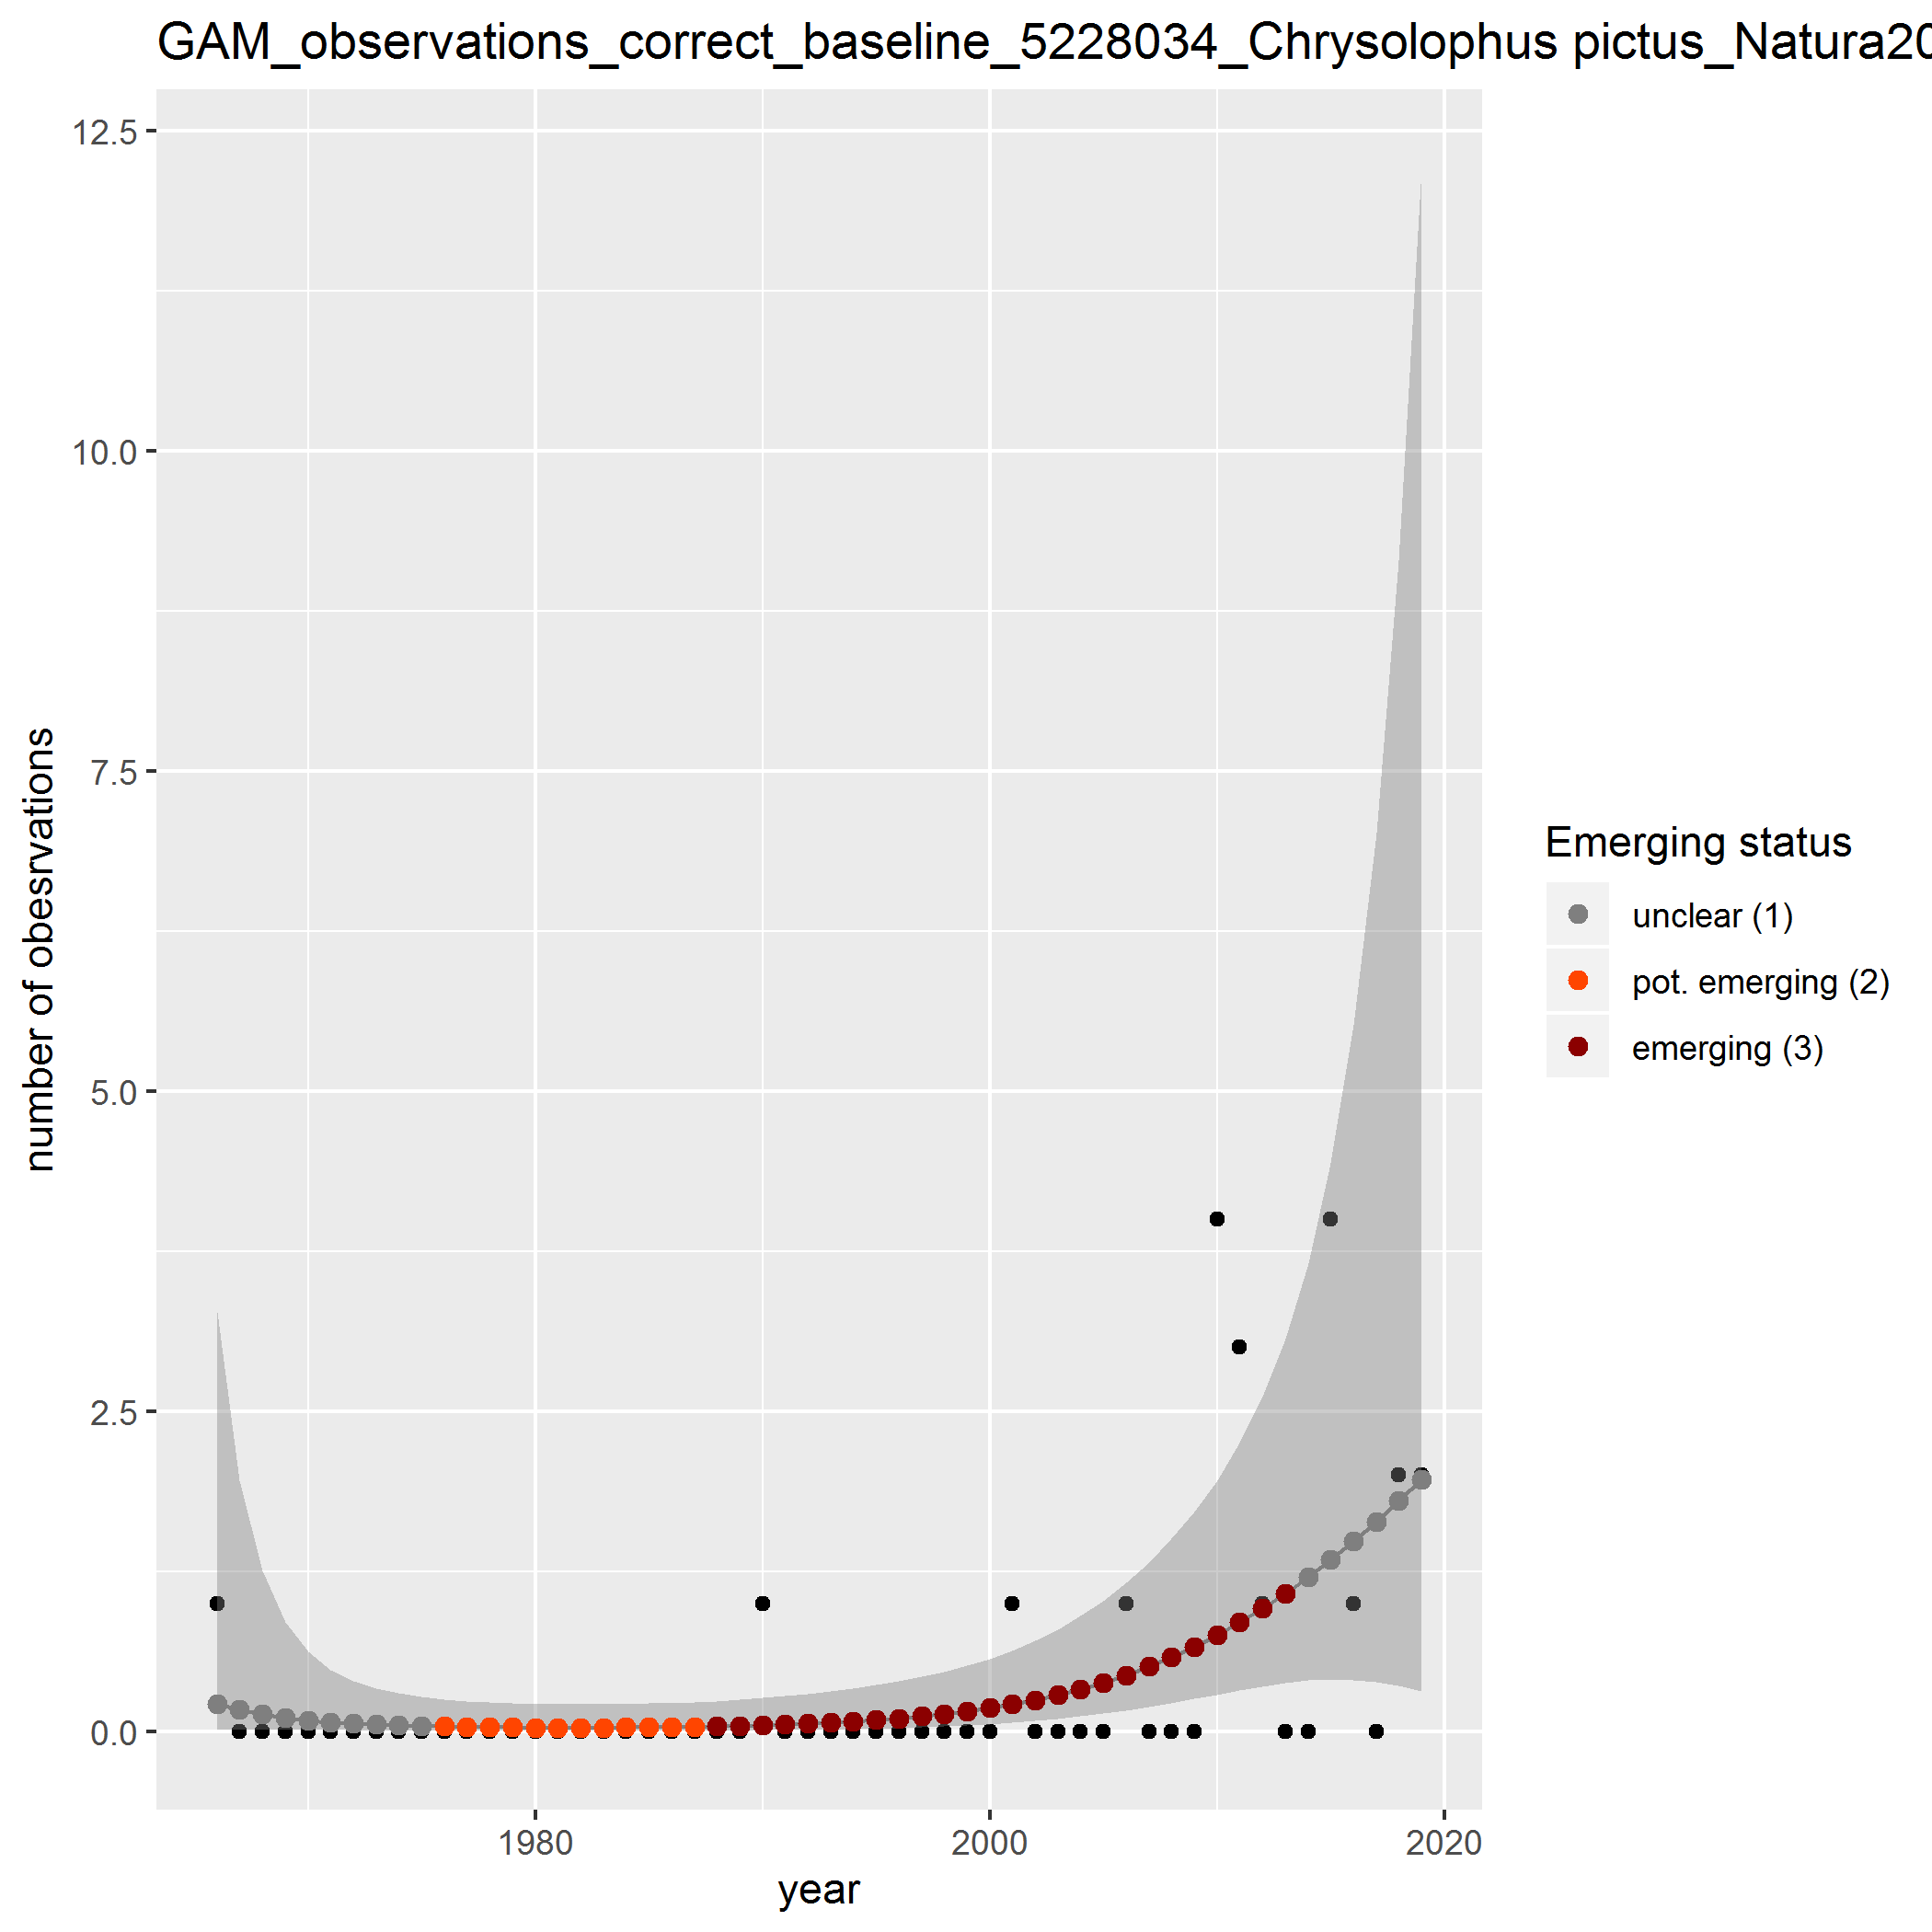 GAM_observations_correct_baseline_5228034_Chrysolophus pictus_Natura20
12.5
10.0
7.5
5.0
2.5
0.0
number of obesrvations
1980
2000
2020
year
Emerging status
unclear (1)
pot. emerging (2)
emerging (3)